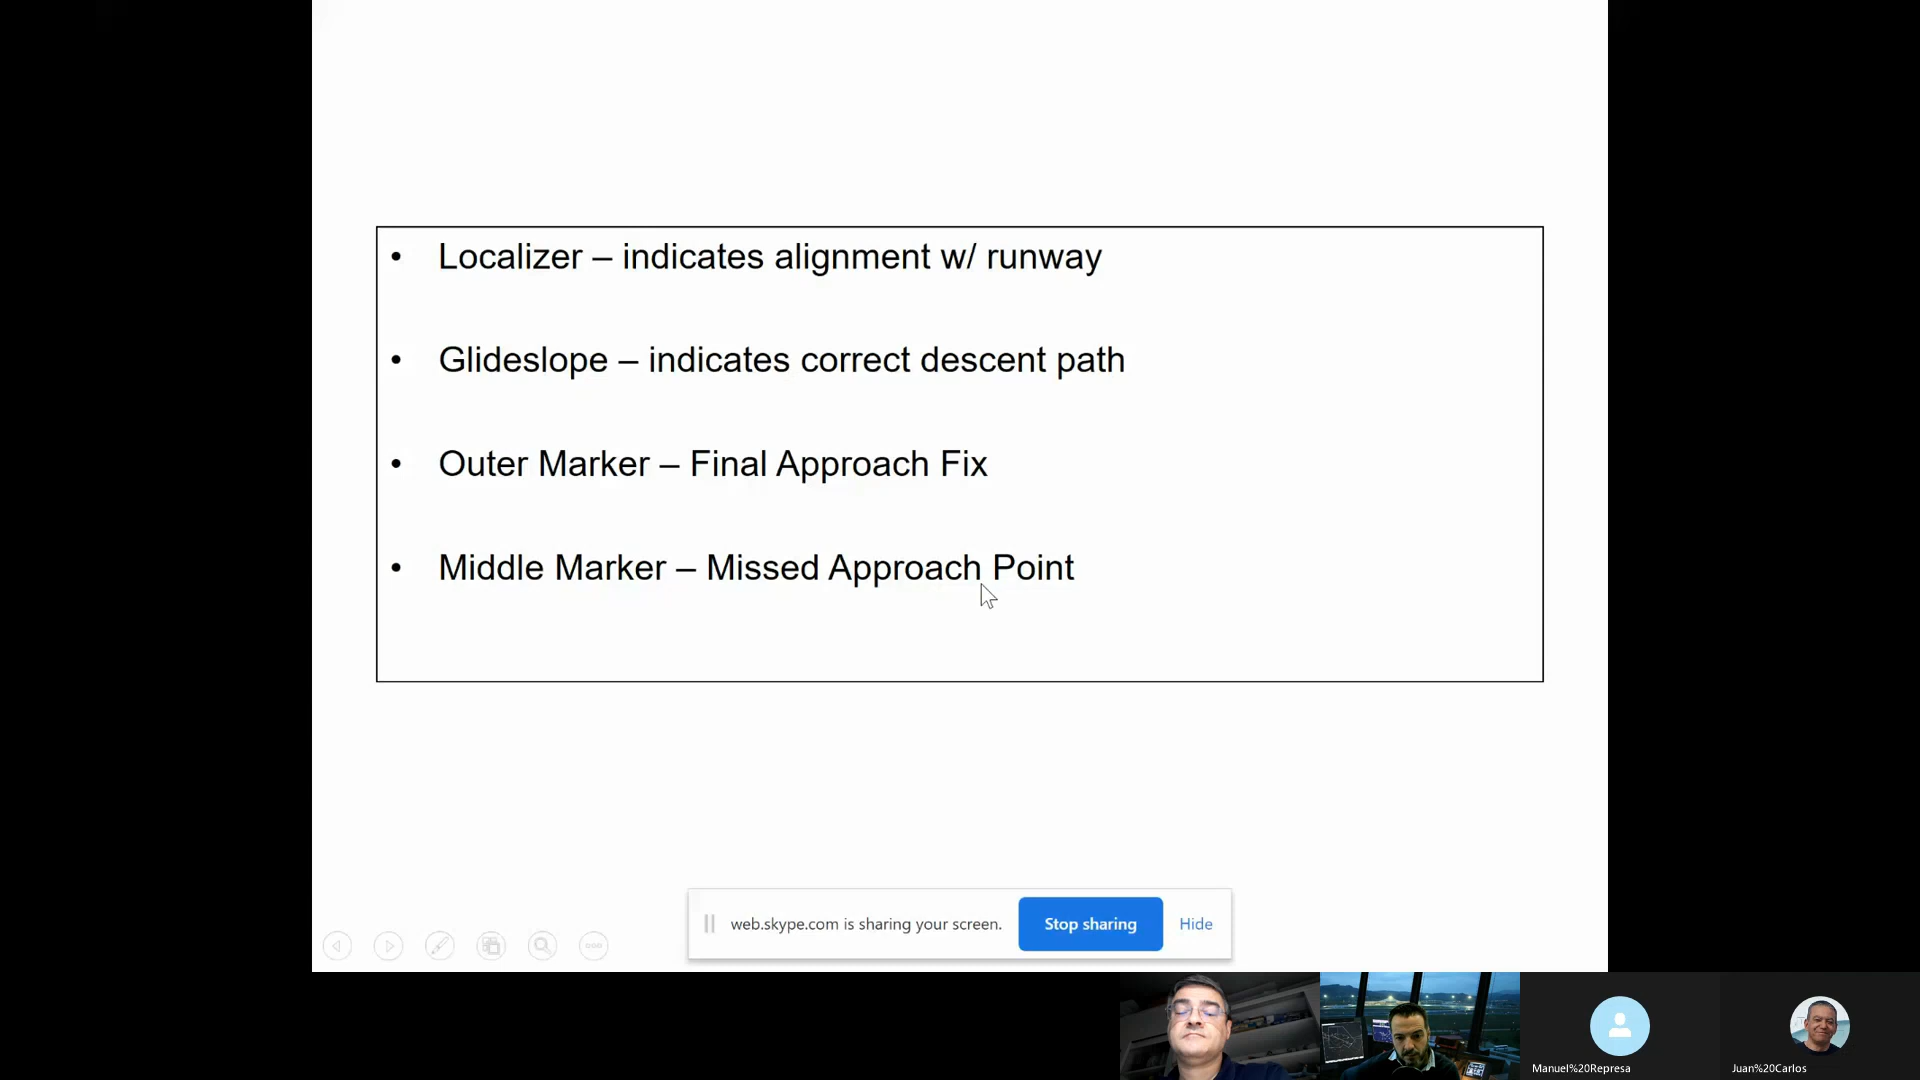 • Localizer – indicates alignment w/ runway
• Glideslope – indicates correct descent path
• Outer Marker – Final Approach Fix
• Middle Marker – Missed Approach Point
web.skype.com is sharing your screen.
Stop sharing
Hide
Manuel%20Represa
Juan%20Carlos